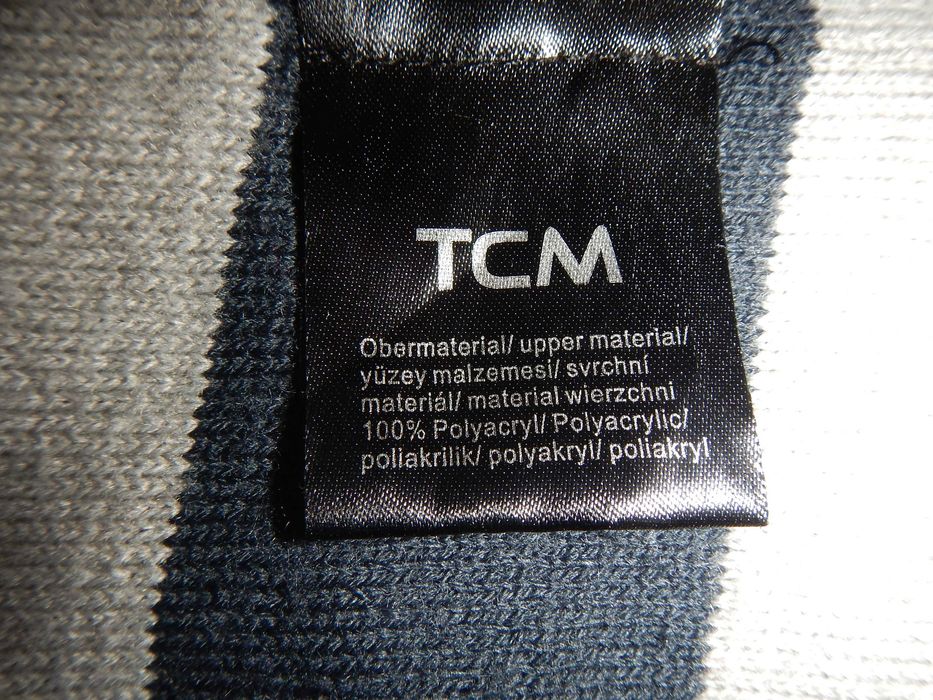 TCM
Obermaterial/ upper material/
yüzey malzemesi/ svrchní
materiál/ material wierzchni
100% Polyacryl/ Polyacrylic/
poliakrilik/ polyakryl/ poliakryl